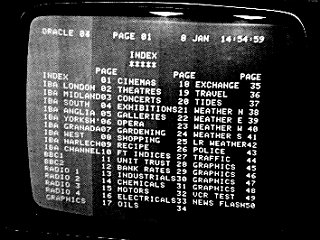 ORACLE 08 PAGE 01 8 JAN 14:54:59
INDEX
*****
PAGE PAGE PAGE
INDEX 01 CINEMAS 18 EXCHANGE 35
IBA LONDON 02 THEATRES 19 TRAVEL 36
IBA MIDLAND03 CONCERTS 20 TIDES 37
IBA SOUTH 04 EXHIBITIONS21 WEATHER N 38
IBA ANGLIA 05 GALLERIES 22 WEATHER E 39
IBA YORKSH 06 OPERA 23 WEATHER W 40
IBA GRANADA07 GARDENING 24 WEATHER S 41
IBA WEST 08 SHOPPING 25 LR WEATHER42
IBA HARLECH09 RECIPE 26 POLICE 43
IBA CHANNEL10 FT INDICES 27 TRAFFIC 44
BBC1 11 UNIT TRUST 28 GRAPHICS 45
BBC2 12 BANK RATES 29 GRAPHICS 46
RADIO 1 13 INDUSTRIALS30 GRAPHICS 47
RADIO 2 14 CHEMICALS 31 GRAPHICS 48
RADIO 3 15 MOTORS 32 VCR TEST 49
RADIO 4 16 ELECTRICALS33 NEWS FLASH50
GRAPHICS 17 OILS 34